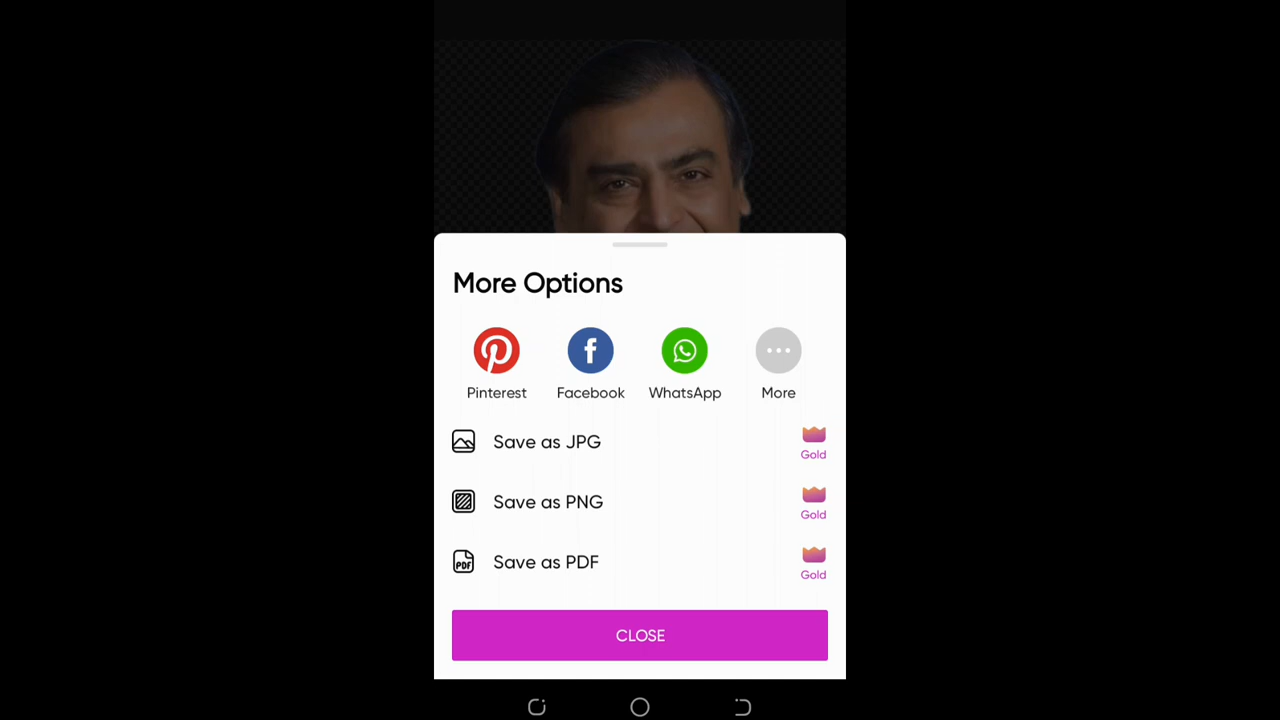 More Options
Pinterest Facebook WhatsApp More
Save as JPG Gold
Save as PNG Gold
PDF Save as PDF Gold
CLOSE